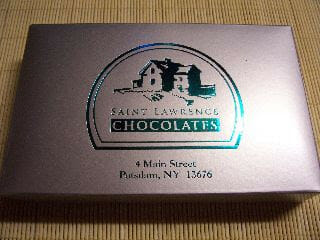 SAINT LAWRENCE
CHOCOLATES
4 Main Street
Potsdam, NY 13676